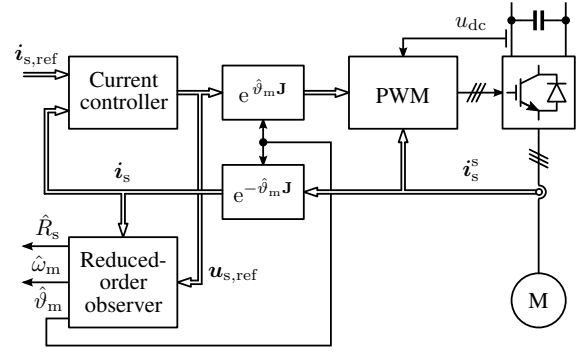 u_dc
i_s,ref
Current
controller
e^ϑ̂_m J
PWM
i_s
e^−ϑ̂_m J
i_s^s
R̂_s
ω̂_m
ϑ̂_m
Reduced-
order
observer
u_s,ref
M